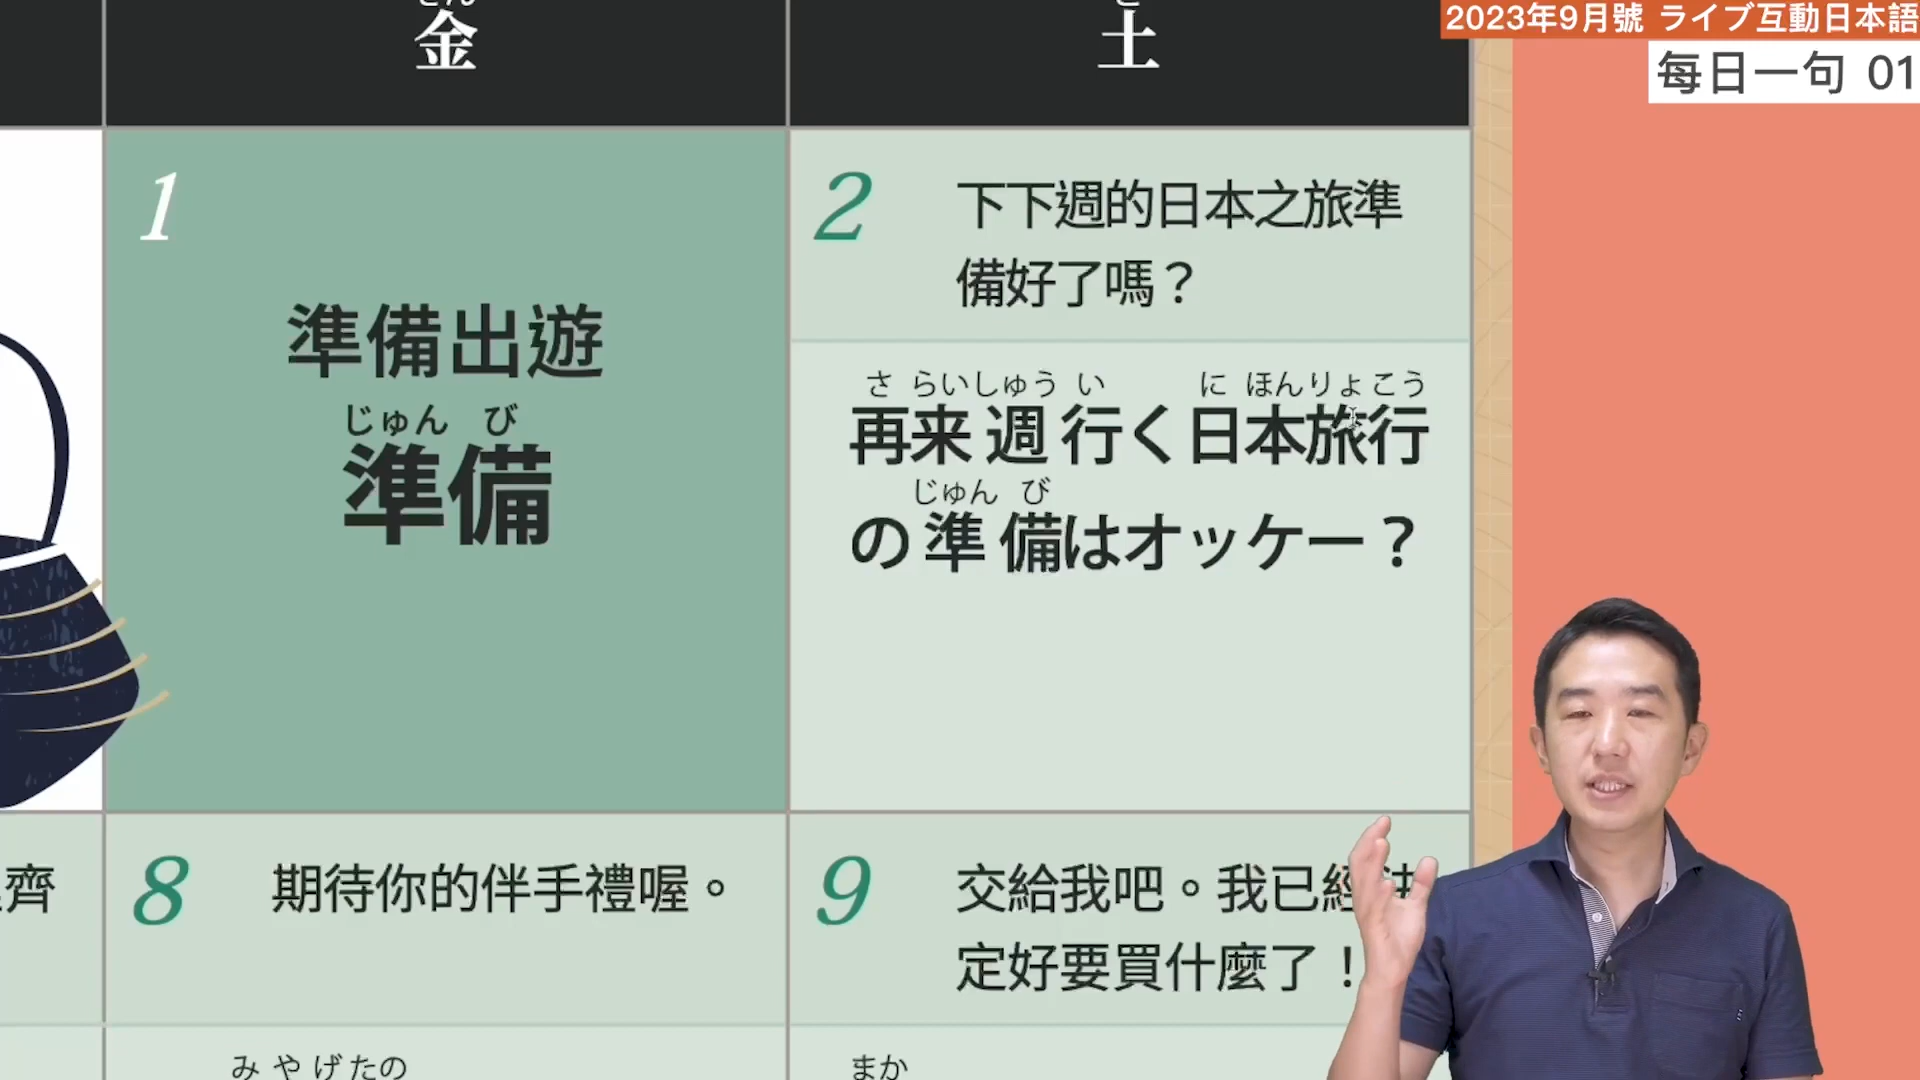 2023年9月號 ライブ互動日本語
每日一句 01
金
土
1
準備出遊
じゅん び
準備
2
下下週的日本之旅準
備好了嗎？
さ らいしゅう い に ほんりょこう
再来週行く日本旅行
じゅん び
の準備はオッケー？
齊
8
期待你的伴手禮喔。
9
交給我吧。我已經決
定好要買什麼了！
み や げ たの
まか